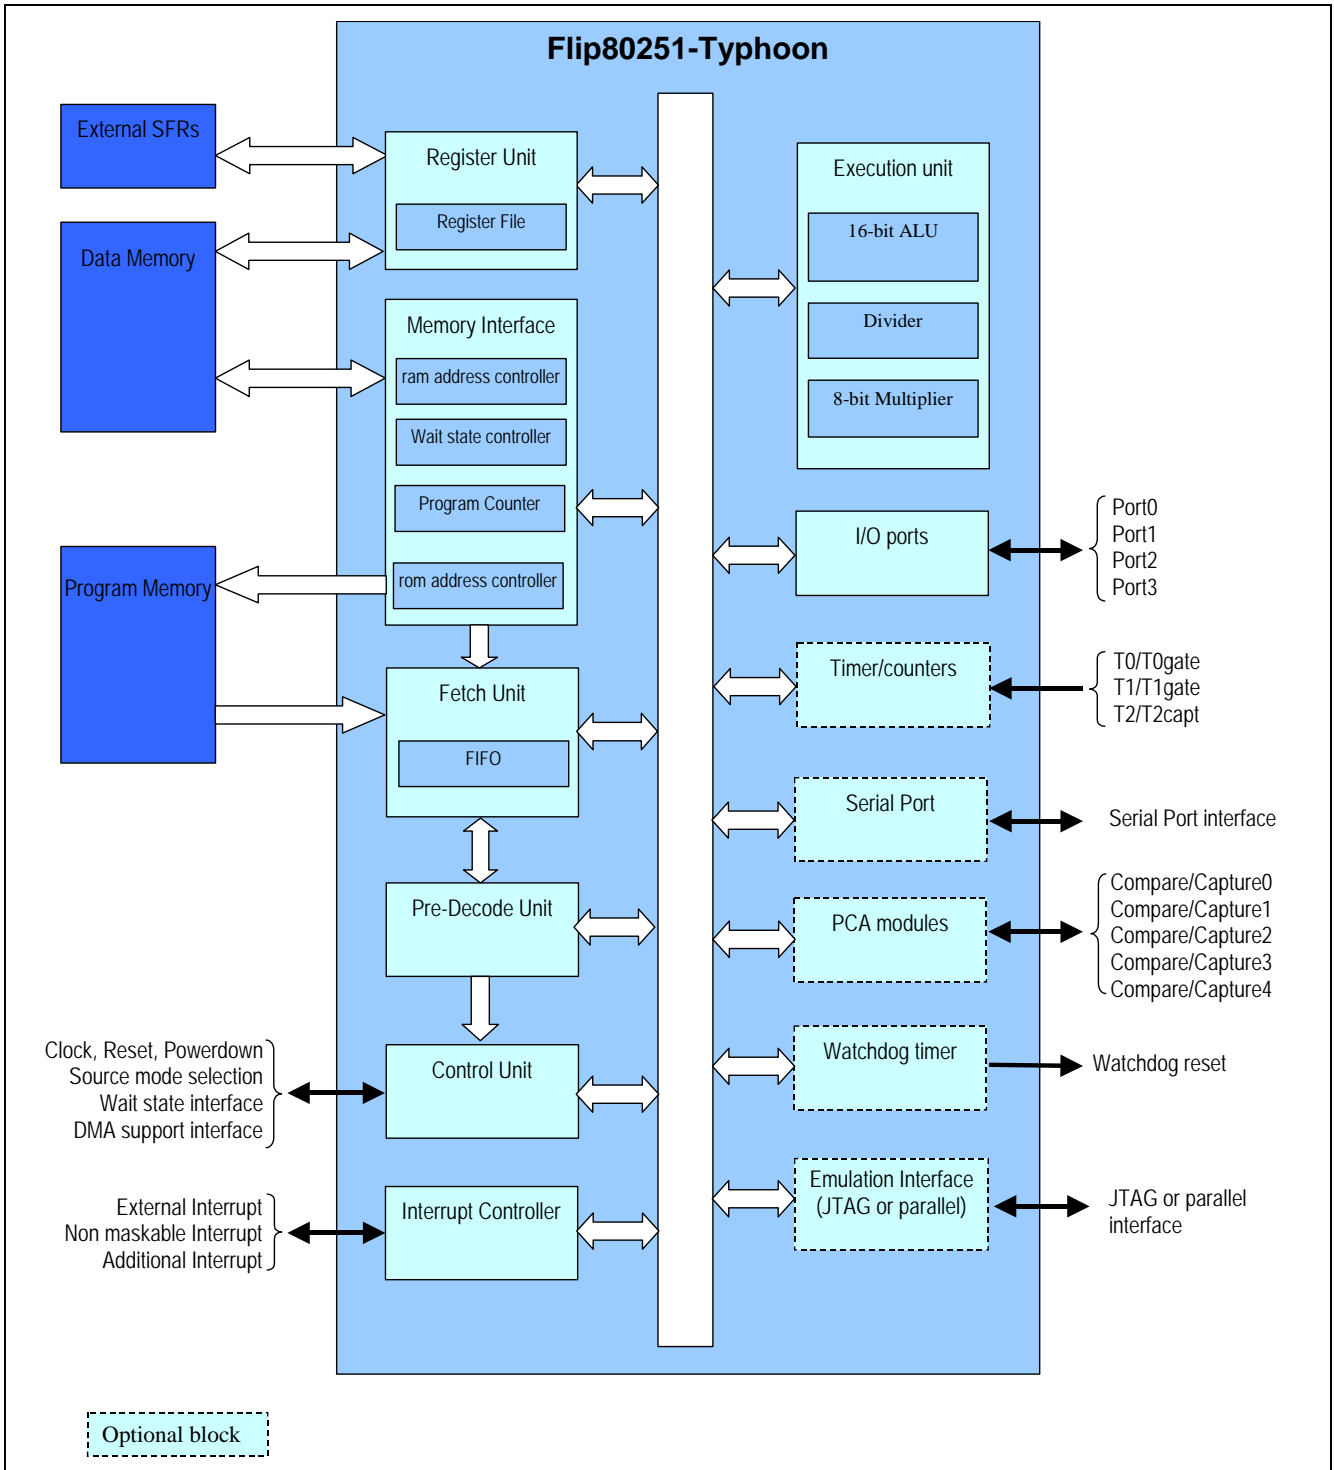 Flip80251-Typhoon
External SFRs
Data Memory
Program Memory
Register Unit
Register File
Memory Interface
ram address controller
Wait state controller
Program Counter
rom address controller
Fetch Unit
FIFO
Pre-Decode Unit
Control Unit
Interrupt Controller
Clock, Reset, Powerdown
Source mode selection
Wait state interface
DMA support interface
External Interrupt
Non maskable Interrupt
Additional Interrupt
Execution unit
16-bit ALU
Divider
8-bit Multiplier
I/O ports
Port0
Port1
Port2
Port3
Timer/counters
T0/T0gate
T1/T1gate
T2/T2capt
Serial Port
Serial Port interface
PCA modules
Compare/Capture0
Compare/Capture1
Compare/Capture2
Compare/Capture3
Compare/Capture4
Watchdog timer
Watchdog reset
Emulation Interface
(JTAG or parallel)
JTAG or parallel
interface
Optional block